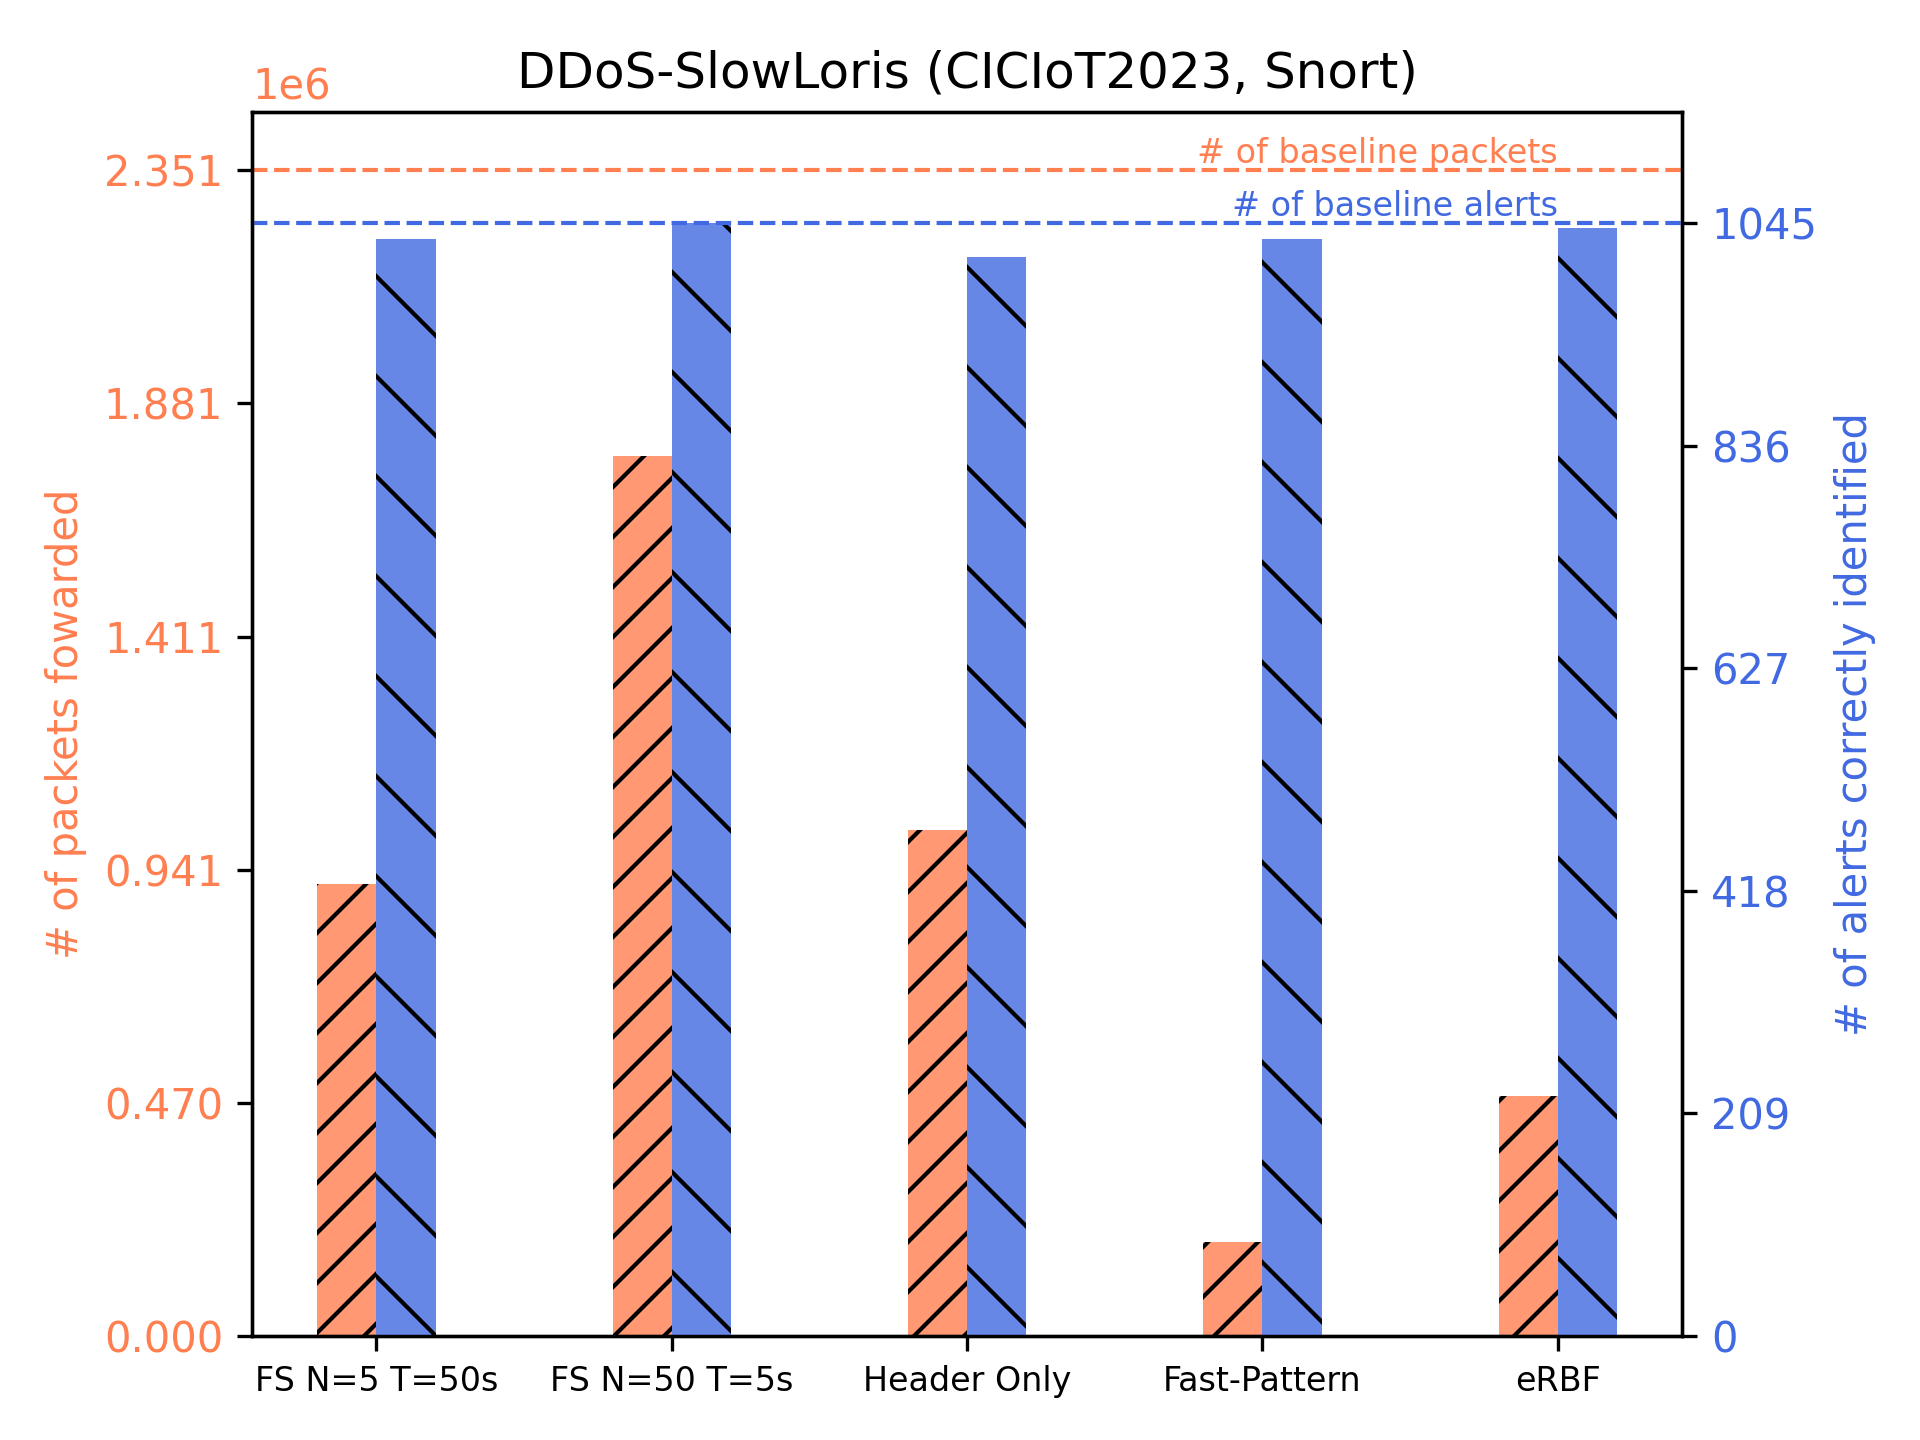 DDoS-SlowLoris (CICIoT2023, Snort)
1e6
# of baseline packets
# of baseline alerts
2.351
1.881
1.411
0.941
0.470
0.000
# of packets fowarded
1045
836
627
418
209
0
# of alerts correctly identified
FS N=5 T=50s
FS N=50 T=5s
Header Only
Fast-Pattern
eRBF